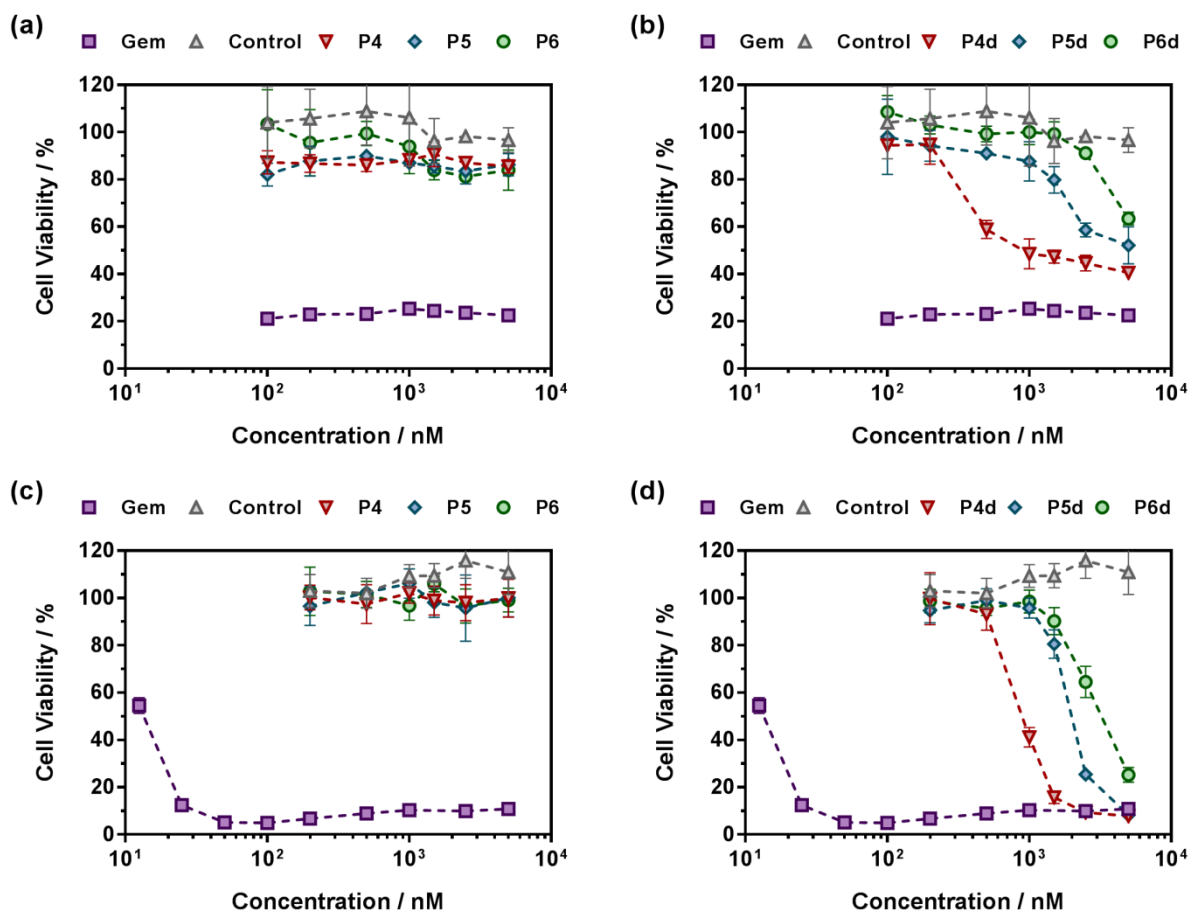 (a)
Gem Control P4 P5 P6
120
100
80
60
40
20
0
Cell Viability / %
10¹ 10² 10³ 10⁴
Concentration / nM
(b)
Gem Control P4d P5d P6d
120
100
80
60
40
20
0
Cell Viability / %
10¹ 10² 10³ 10⁴
Concentration / nM
(c)
Gem Control P4 P5 P6
120
100
80
60
40
20
0
Cell Viability / %
10¹ 10² 10³ 10⁴
Concentration / nM
(d)
Gem Control P4d P5d P6d
120
100
80
60
40
20
0
Cell Viability / %
10¹ 10² 10³ 10⁴
Concentration / nM